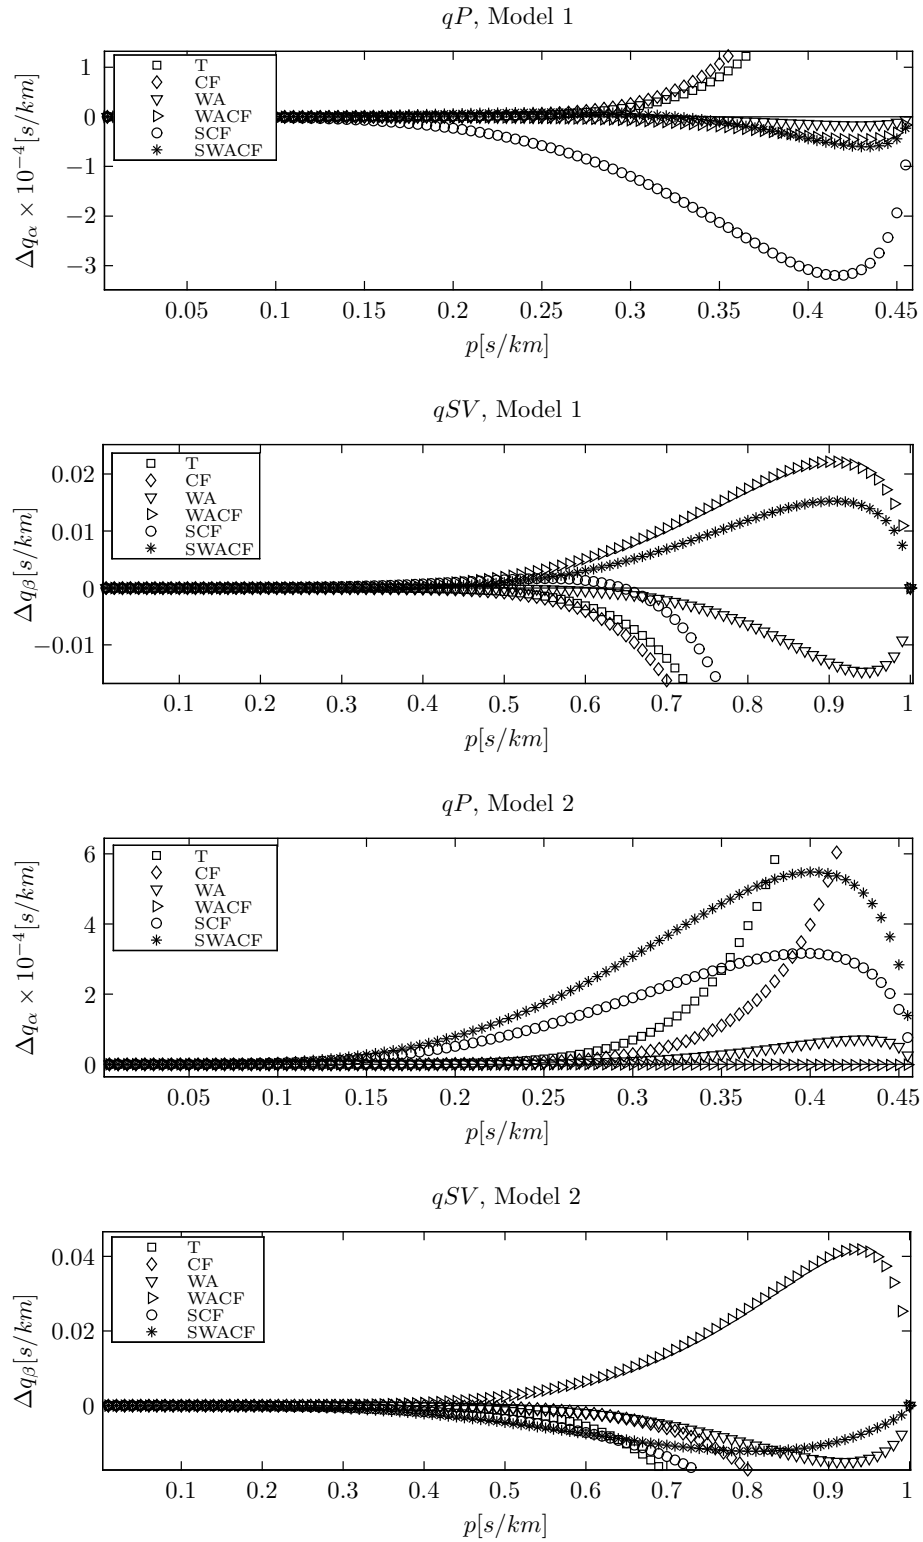 qP, Model 1
1
0
−1
−2
−3
Δqα × 10−4[s/km]
T
CF
WA
WACF
SCF
SWACF
0.05 0.1 0.15 0.2 0.25 0.3 0.35 0.4 0.45
p[s/km]
qSV, Model 1
0.02
0.01
0
−0.01
Δqβ[s/km]
T
CF
WA
WACF
SCF
SWACF
0.1 0.2 0.3 0.4 0.5 0.6 0.7 0.8 0.9 1
p[s/km]
qP, Model 2
6
4
2
0
Δqα × 10−4[s/km]
T
CF
WA
WACF
SCF
SWACF
0.05 0.1 0.15 0.2 0.25 0.3 0.35 0.4 0.45
p[s/km]
qSV, Model 2
0.04
0.02
0
Δqβ[s/km]
T
CF
WA
WACF
SCF
SWACF
0.1 0.2 0.3 0.4 0.5 0.6 0.7 0.8 0.9 1
p[s/km]